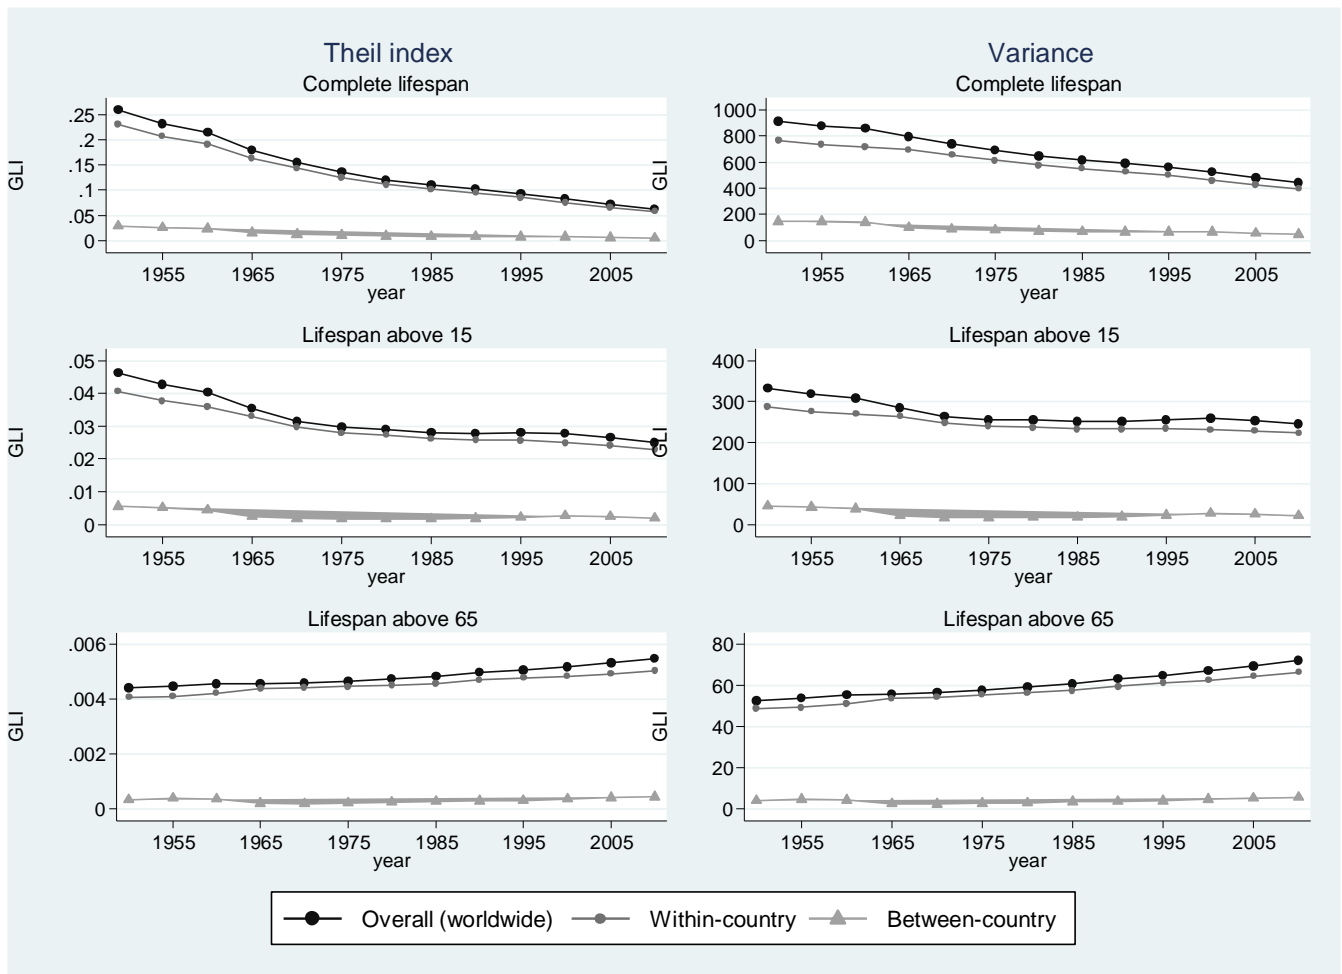 Theil index
Complete lifespan
GLI
.25
.2
.15
.1
.05
0
1955 1965 1975 1985 1995 2005
year
Variance
Complete lifespan
GLI
1000
800
600
400
200
0
1955 1965 1975 1985 1995 2005
year
Lifespan above 15
GLI
.05
.04
.03
.02
.01
0
1955 1965 1975 1985 1995 2005
year
Lifespan above 15
GLI
400
300
200
100
0
1955 1965 1975 1985 1995 2005
year
Lifespan above 65
GLI
.006
.004
.002
0
1955 1965 1975 1985 1995 2005
year
Lifespan above 65
GLI
80
60
40
20
0
1955 1965 1975 1985 1995 2005
year
Overall (worldwide) Within-country Between-country